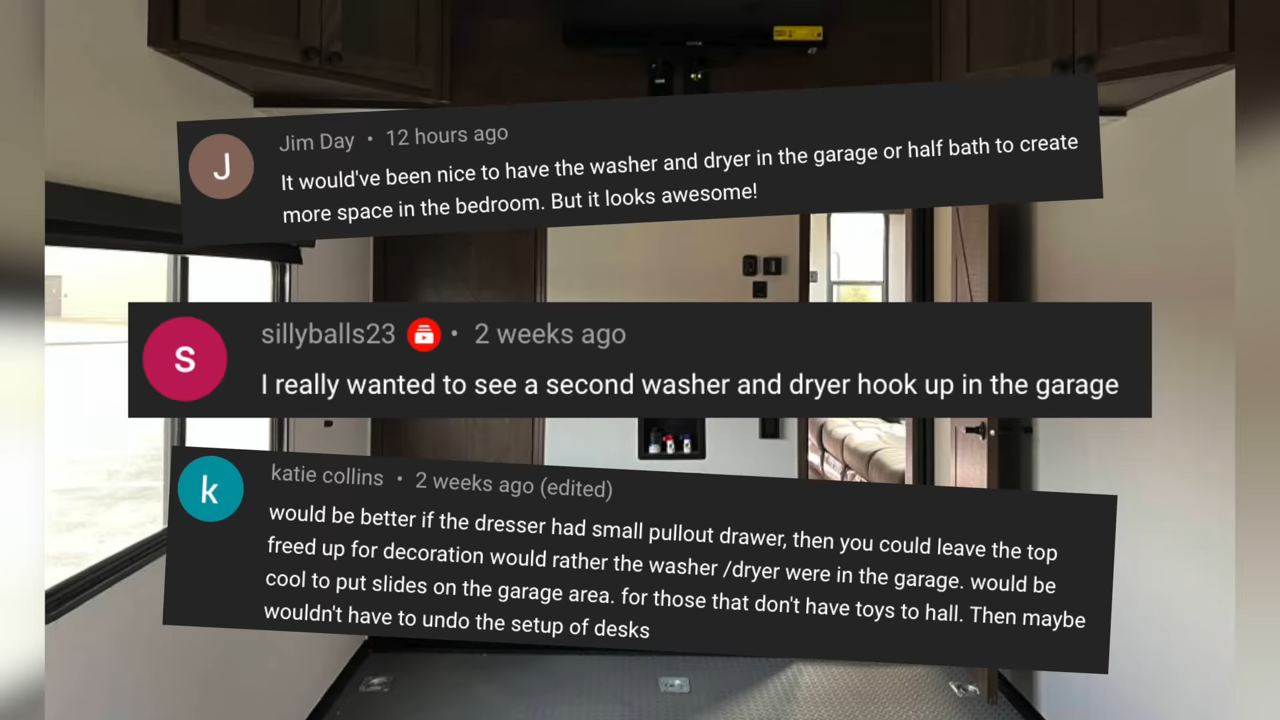 J
Jim Day • 12 hours ago
It would've been nice to have the washer and dryer in the garage or half bath to create
more space in the bedroom. But it looks awesome!
s
sillyballs23 • 2 weeks ago
I really wanted to see a second washer and dryer hook up in the garage
k
katie collins • 2 weeks ago (edited)
would be better if the dresser had small pullout drawer, then you could leave the top
freed up for decoration would rather the washer /dryer were in the garage. would be
cool to put slides on the garage area. for those that don't have toys to hall. Then maybe
wouldn't have to undo the setup of desks